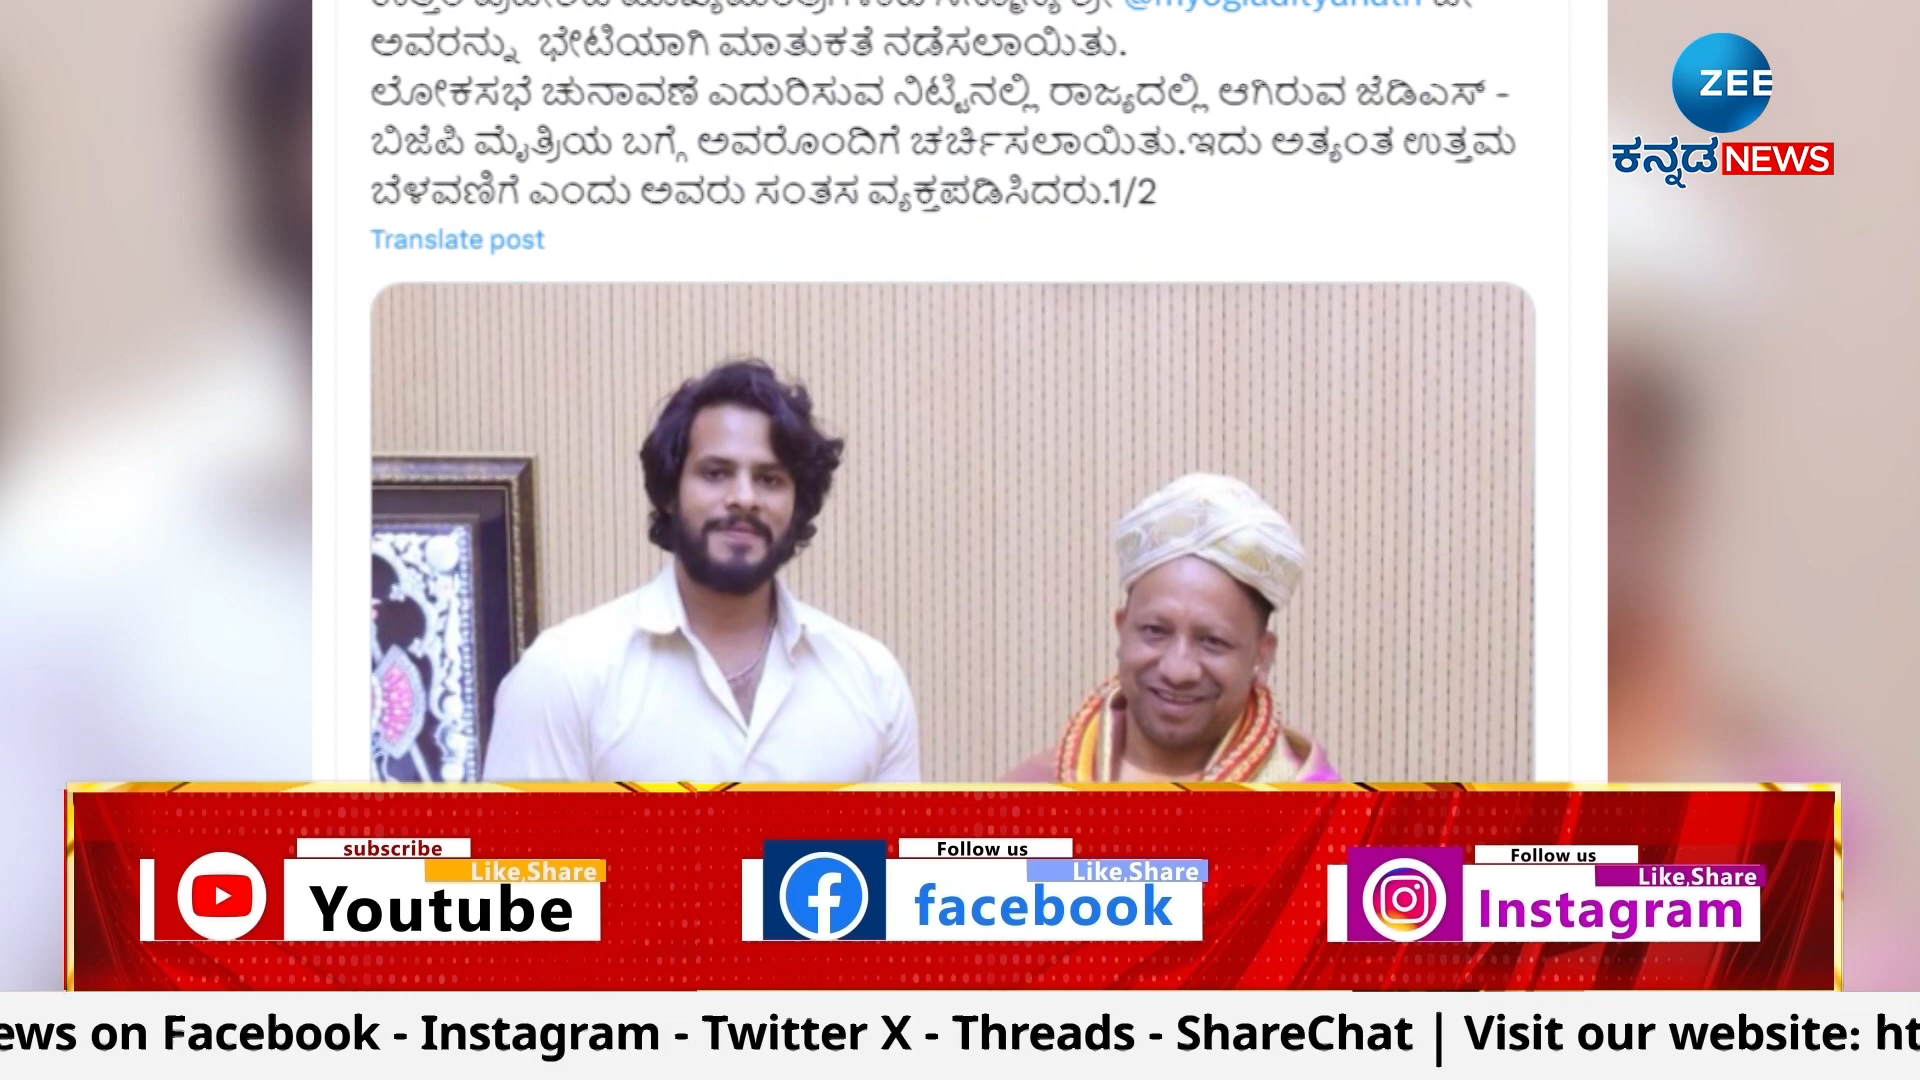 @myogiadityanath
ಅವರನ್ನು ಭೇಟಿಯಾಗಿ ಮಾತುಕತೆ ನಡೆಸಲಾಯಿತು.
ಲೋಕಸಭೆ ಚುನಾವಣೆ ಎದುರಿಸುವ ನಿಟ್ಟಿನಲ್ಲಿ ರಾಜ್ಯದಲ್ಲಿ ಆಗಿರುವ ಜೆಡಿಎಸ್ -
ಬಿಜೆಪಿ ಮೈತ್ರಿಯ ಬಗ್ಗೆ ಅವರೊಂದಿಗೆ ಚರ್ಚಿಸಲಾಯಿತು.ಇದು ಅತ್ಯಂತ ಉತ್ತಮ
ಬೆಳವಣಿಗೆ ಎಂದು ಅವರು ಸಂತಸ ವ್ಯಕ್ತಪಡಿಸಿದರು.1/2
Translate post
ZEE
ಕನ್ನಡ NEWS
subscribe
Like,Share
Youtube
Follow us
Like,Share
facebook
Follow us
Like,Share
Instagram
ews on Facebook - Instagram - Twitter X - Threads - ShareChat | Visit our website: ht